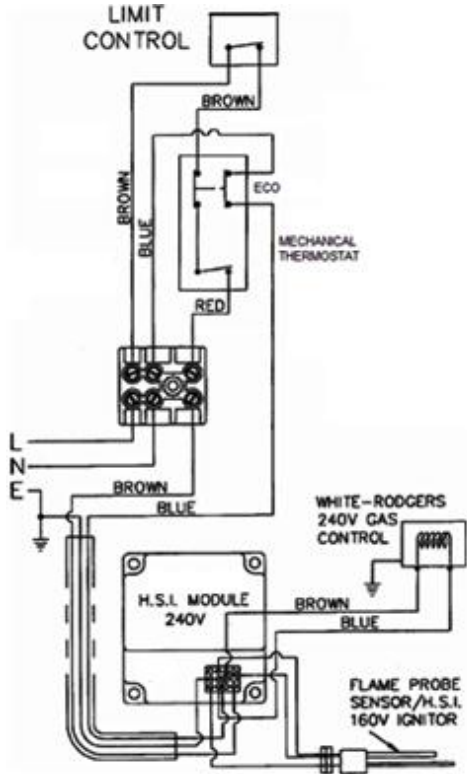 LIMIT
CONTROL
BROWN
BROWN
BLUE
ECO
MECHANICAL
THERMOSTAT
RED
L
N
E
BROWN
BLUE
WHITE-RODGERS
240V GAS
CONTROL
H.S.I. MODULE
240V
BROWN
BLUE
FLAME PROBE
SENSOR/H.S.I.
160V IGNITOR